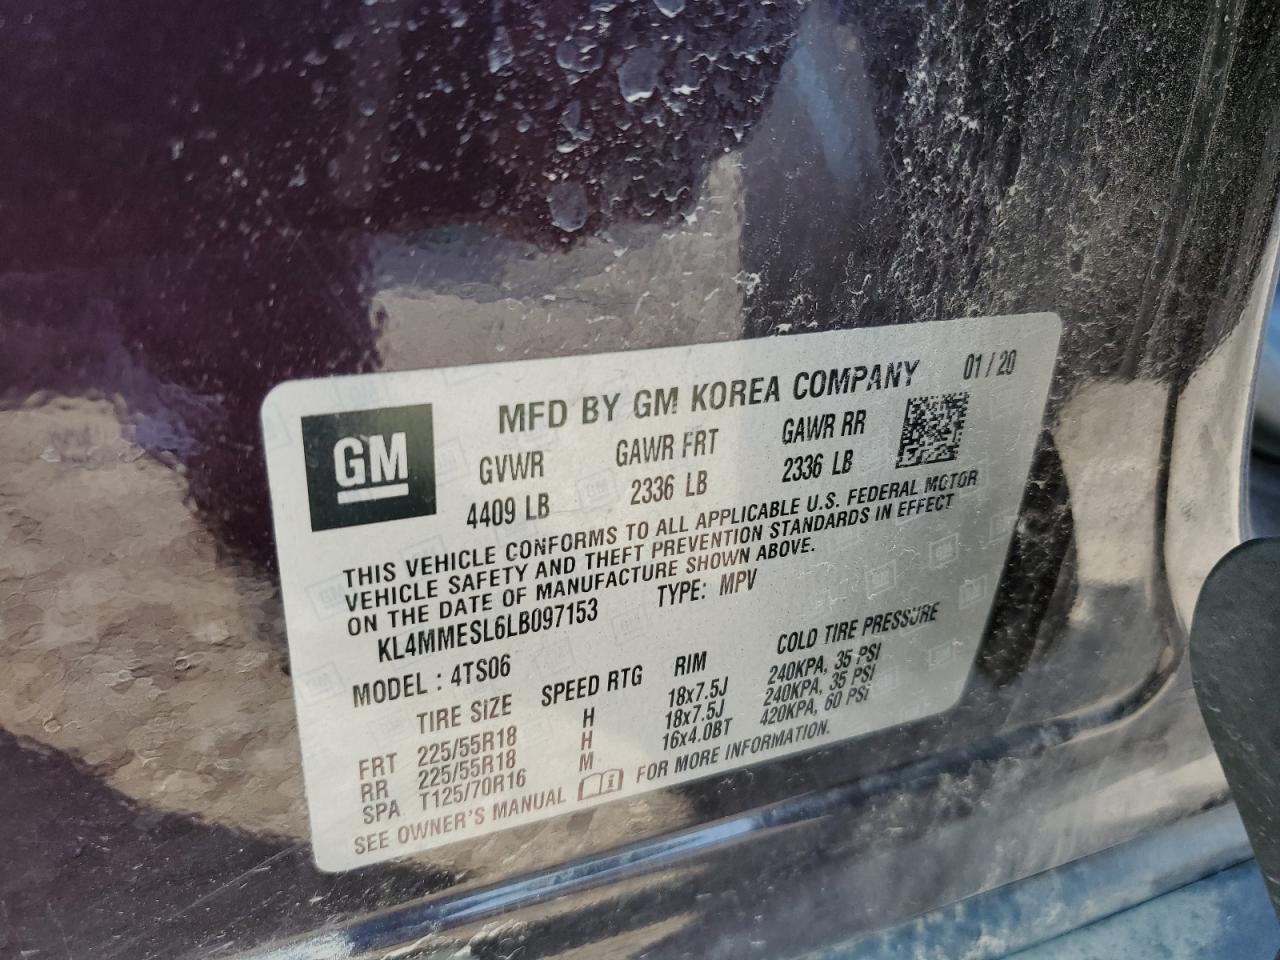 MFD BY GM KOREA COMPANY 01/20
GM
GVWR GAWR FRT GAWR RR
4409 LB 2336 LB 2336 LB
THIS VEHICLE CONFORMS TO ALL APPLICABLE U.S. FEDERAL MOTOR
VEHICLE SAFETY AND THEFT PREVENTION STANDARDS IN EFFECT
ON THE DATE OF MANUFACTURE SHOWN ABOVE.
KL4MMESL6LB097153 TYPE: MPV
MODEL : 4TS06
TIRE SIZE SPEED RTG RIM COLD TIRE PRESSURE
FRT 225/55R18 H 18x7.5J 240KPA, 35 PSI
RR 225/55R18 H 18x7.5J 240KPA, 35 PSI
SPA T125/70R16 M 16x4.0BT 420KPA, 60 PSI
SEE OWNER'S MANUAL FOR MORE INFORMATION.